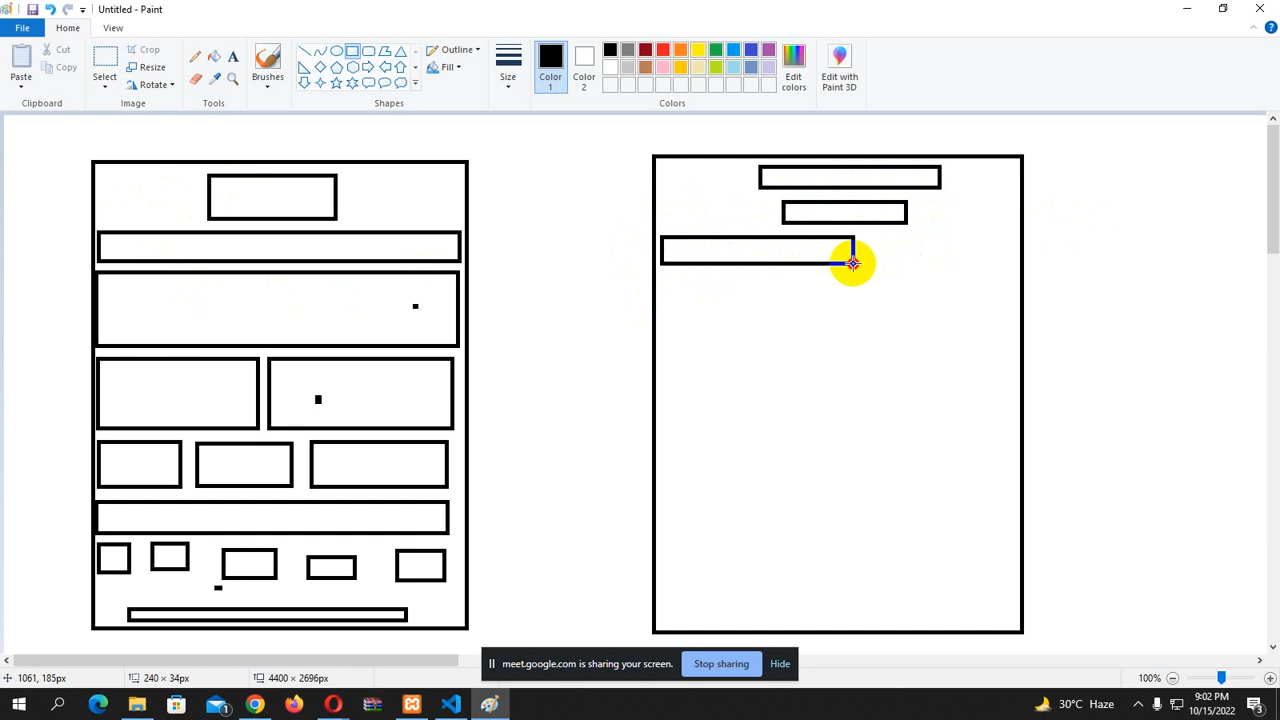 Untitled - Paint
File
Home
View
Paste
Cut
Copy
Clipboard
Select
Crop
Resize
Rotate
Image
A
Tools
Brushes
Outline
Fill
Shapes
Size
Color 1
Color 2
Edit colors
Colors
Edit with Paint 3D
meet.google.com is sharing your screen.
Stop sharing
Hide
1061, 185px
240 × 34px
4400 × 2696px
100%
1
30°C Haze
9:02 PM
10/15/2022
3